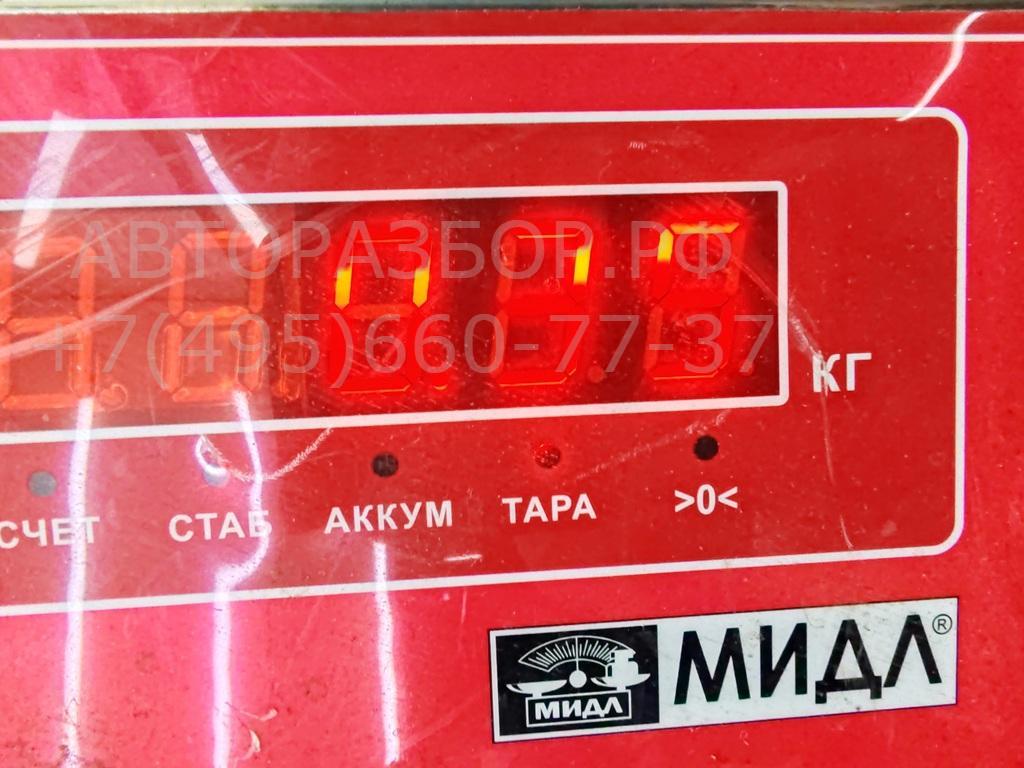 АВТОРАЗБОР.РФ
+7(495)660-77-37
КГ
СЧЕТ СТАБ АККУМ ТАРА >0<
МИДЛ МИДЛ®